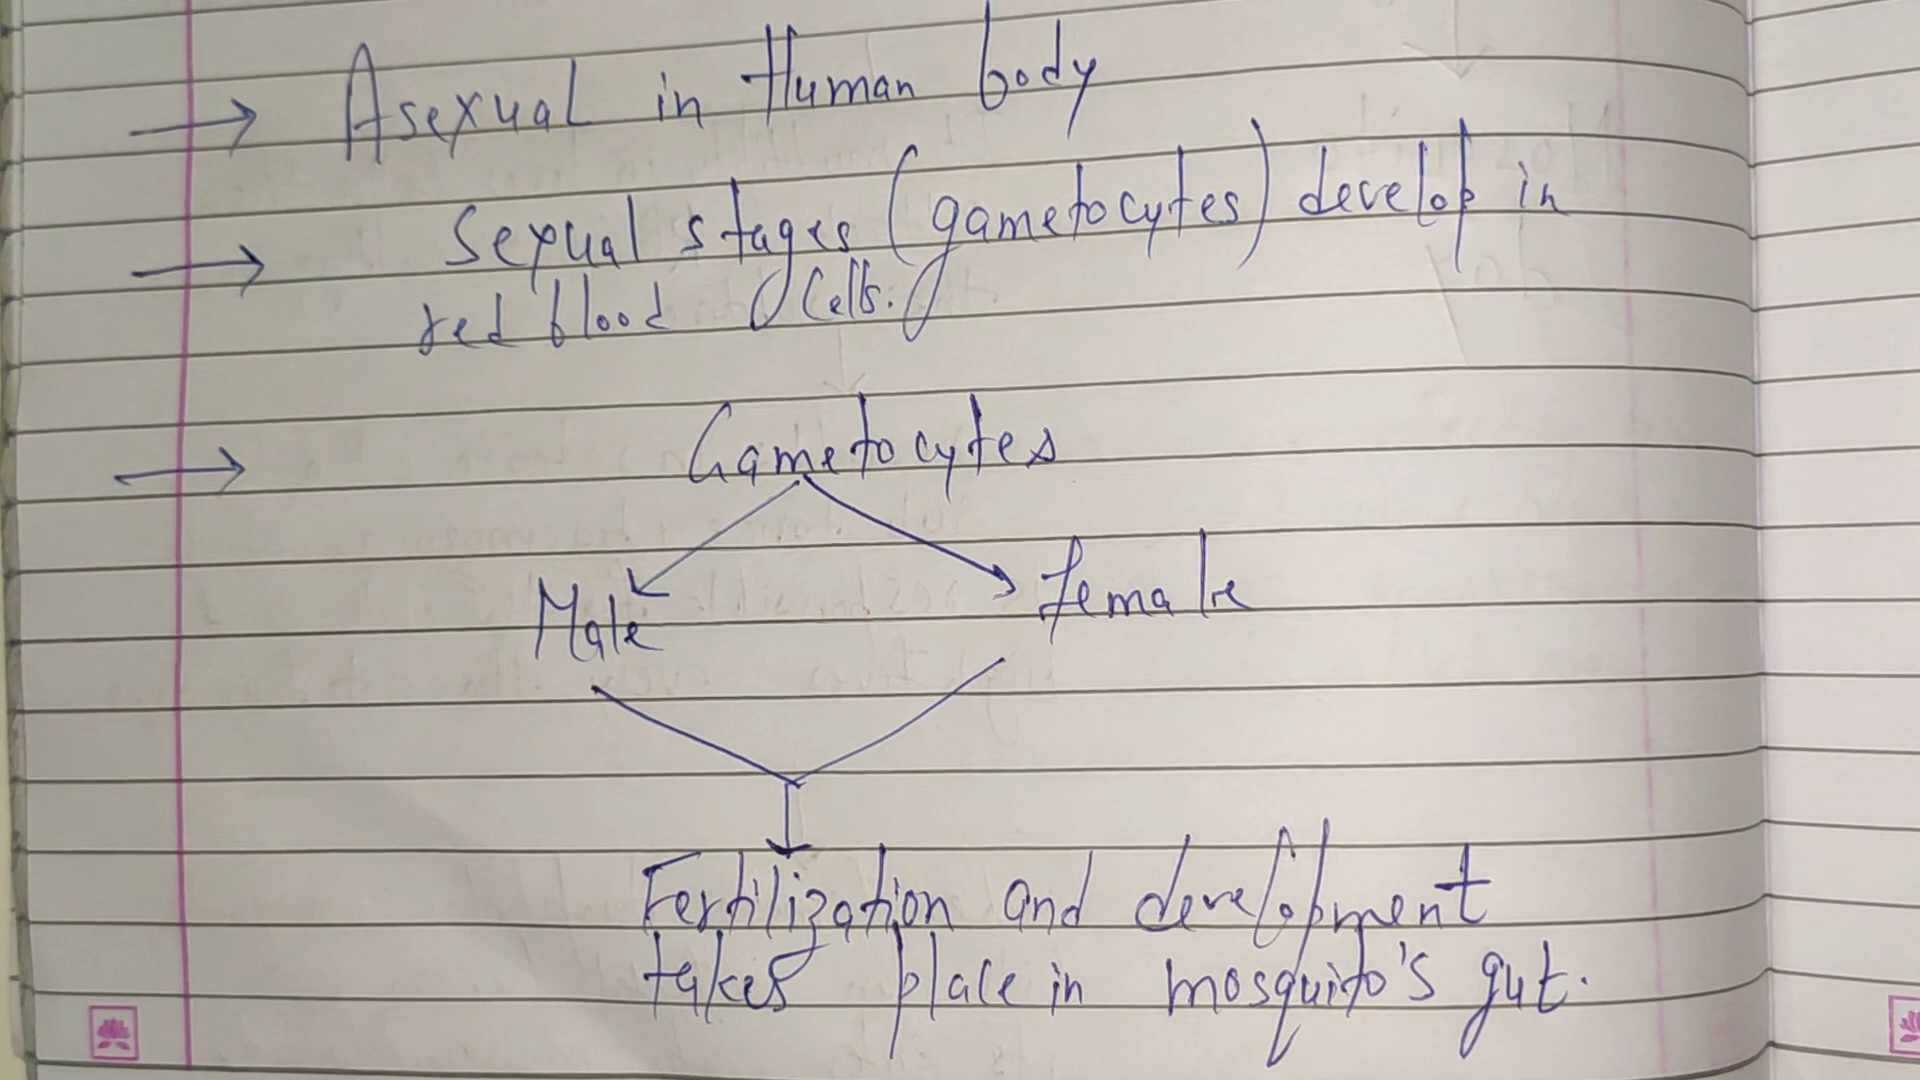 → Asexual in Human body
→ Sexual stages (gametocytes) develop in
red blood cells.
→ Gametocytes
Male female
Fertilization and development
takes place in mosquito's gut.